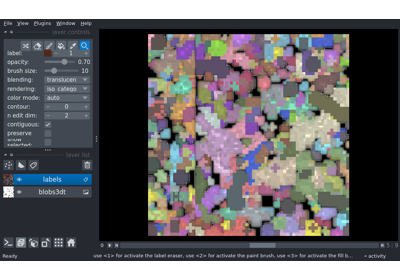 File View Plugins Window Help
layer controls
label: 1
opacity: 0.70
brush size: 10
blending: translucen
rendering: iso_catego
color mode: auto
contour: 0
n edit dim: 2
contiguous:
preserve
show
selected:
layer list
labels
blobs3dt
Ready
use <1> for activate the label eraser, use <2> for activate the paint brush, use <3> for activate the fill b...
activity